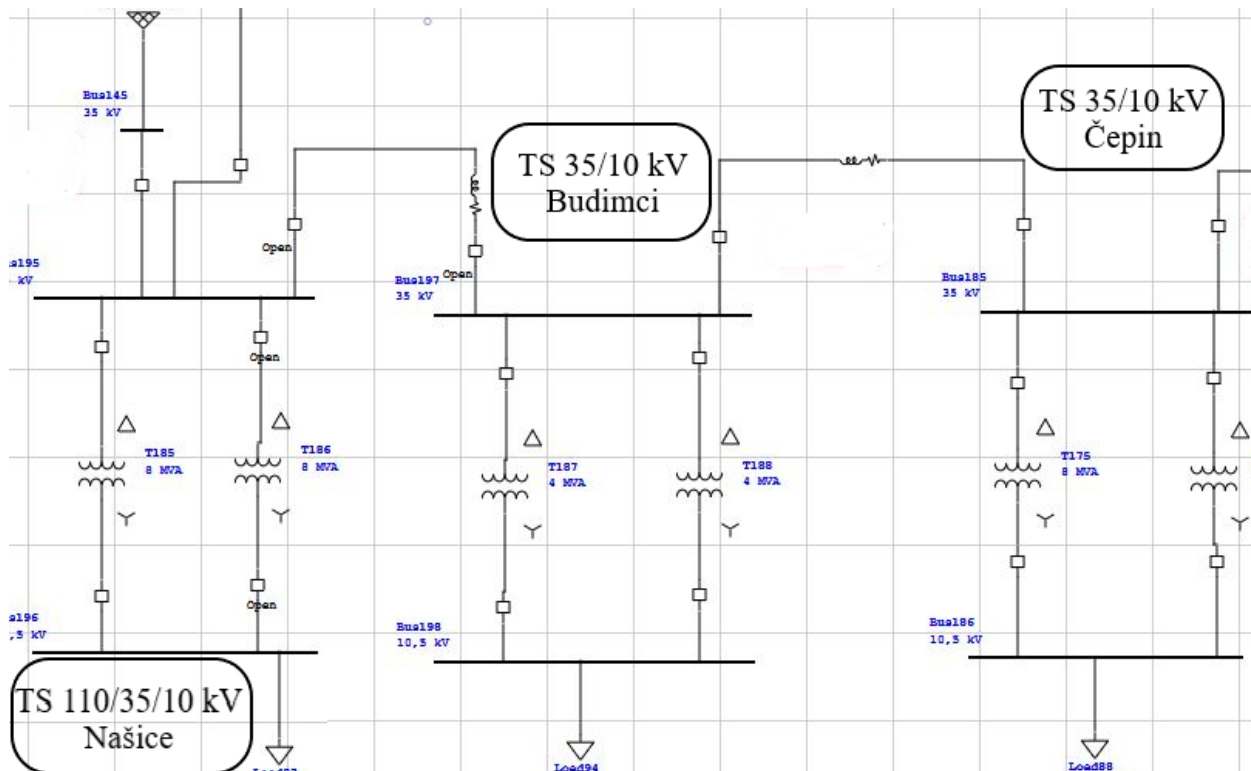 Bus145
35 kV
TS 35/10 kV
Budimci
TS 35/10 kV
Čepin
Open
Open
kV
Bus197
35 kV
Bus185
35 kV
Open
T185
8 MVA
T186
8 MVA
T187
4 MVA
T188
4 MVA
T175
8 MVA
Open
,5 kV
Bus198
10,5 kV
Bus186
10,5 kV
TS 110/35/10 kV
Našice
Load94
Load88